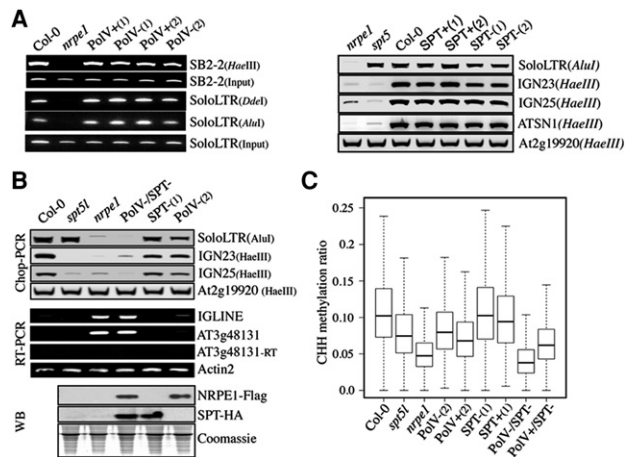 A
Col-0 nrpe1 PolV+(1) PolV-(1) PolV+(2) PolV-(2)
SB2-2(HaeIII)
SB2-2(Input)
SoloLTR(DdeI)
SoloLTR(AluI)
SoloLTR(Input)
nrpe1 spt5 Col-0 SPT+(1) SPT+(2) SPT-(1) SPT-(2)
SoloLTR(AluI)
IGN23(HaeIII)
IGN25(HaeIII)
ATSN1(HaeIII)
At2g19920(HaeIII)
B
Col-0 spt5l nrpe1 PolV-/SPT- SPT-(1) PolV-(2)
Chop-PCR
SoloLTR(AluI)
IGN23(HaeIII)
IGN25(HaeIII)
At2g19920 (HaeIII)
RT-PCR
IGLINE
AT3g48131
AT3g48131-RT
Actin2
WB
NRPE1-Flag
SPT-HA
Coomassie
C
CHH methylation ratio
0.25
0.20
0.15
0.10
0.05
0.0
Col-0 spt5l nrpe1 PolV-(2) PolV+(2) SPT-(1) SPT+(1) PolV-/SPT- PolV+/SPT-